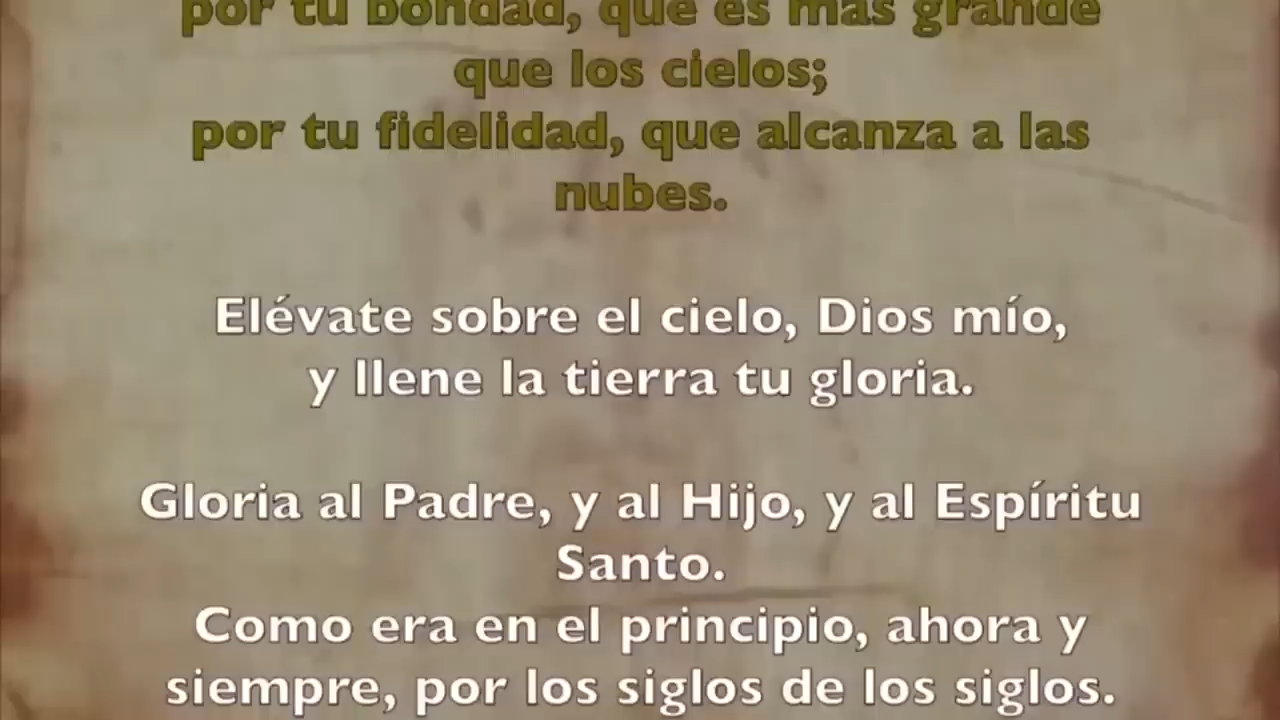 por tu bondad, que es más grande
que los cielos;
por tu fidelidad, que alcanza a las
nubes.
Elévate sobre el cielo, Dios mío,
y llene la tierra tu gloria.
Gloria al Padre, y al Hijo, y al Espíritu
Santo.
Como era en el principio, ahora y
siempre, por los siglos de los siglos.